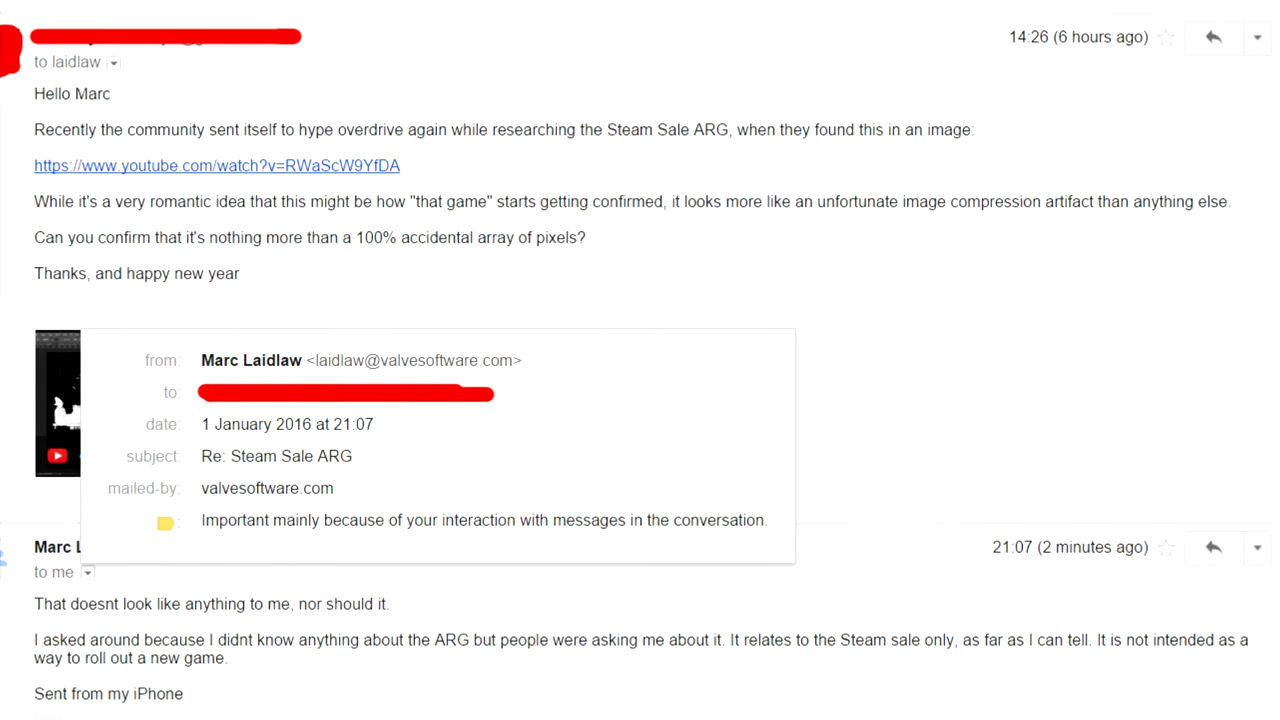 14:26 (6 hours ago)
to laidlaw
Hello Marc
Recently the community sent itself to hype overdrive again while researching the Steam Sale ARG, when they found this in an image:
https://www.youtube.com/watch?v=RWaScW9YfDA
While it's a very romantic idea that this might be how "that game" starts getting confirmed, it looks more like an unfortunate image compression artifact than anything else.
Can you confirm that it's nothing more than a 100% accidental array of pixels?
Thanks, and happy new year
from: Marc Laidlaw <laidlaw@valvesoftware.com>
to:
date: 1 January 2016 at 21:07
subject: Re: Steam Sale ARG
mailed-by: valvesoftware.com
: Important mainly because of your interaction with messages in the conversation.
Marc L
21:07 (2 minutes ago)
to me
That doesnt look like anything to me, nor should it.
I asked around because I didnt know anything about the ARG but people were asking me about it. It relates to the Steam sale only, as far as I can tell. It is not intended as a
way to roll out a new game.
Sent from my iPhone